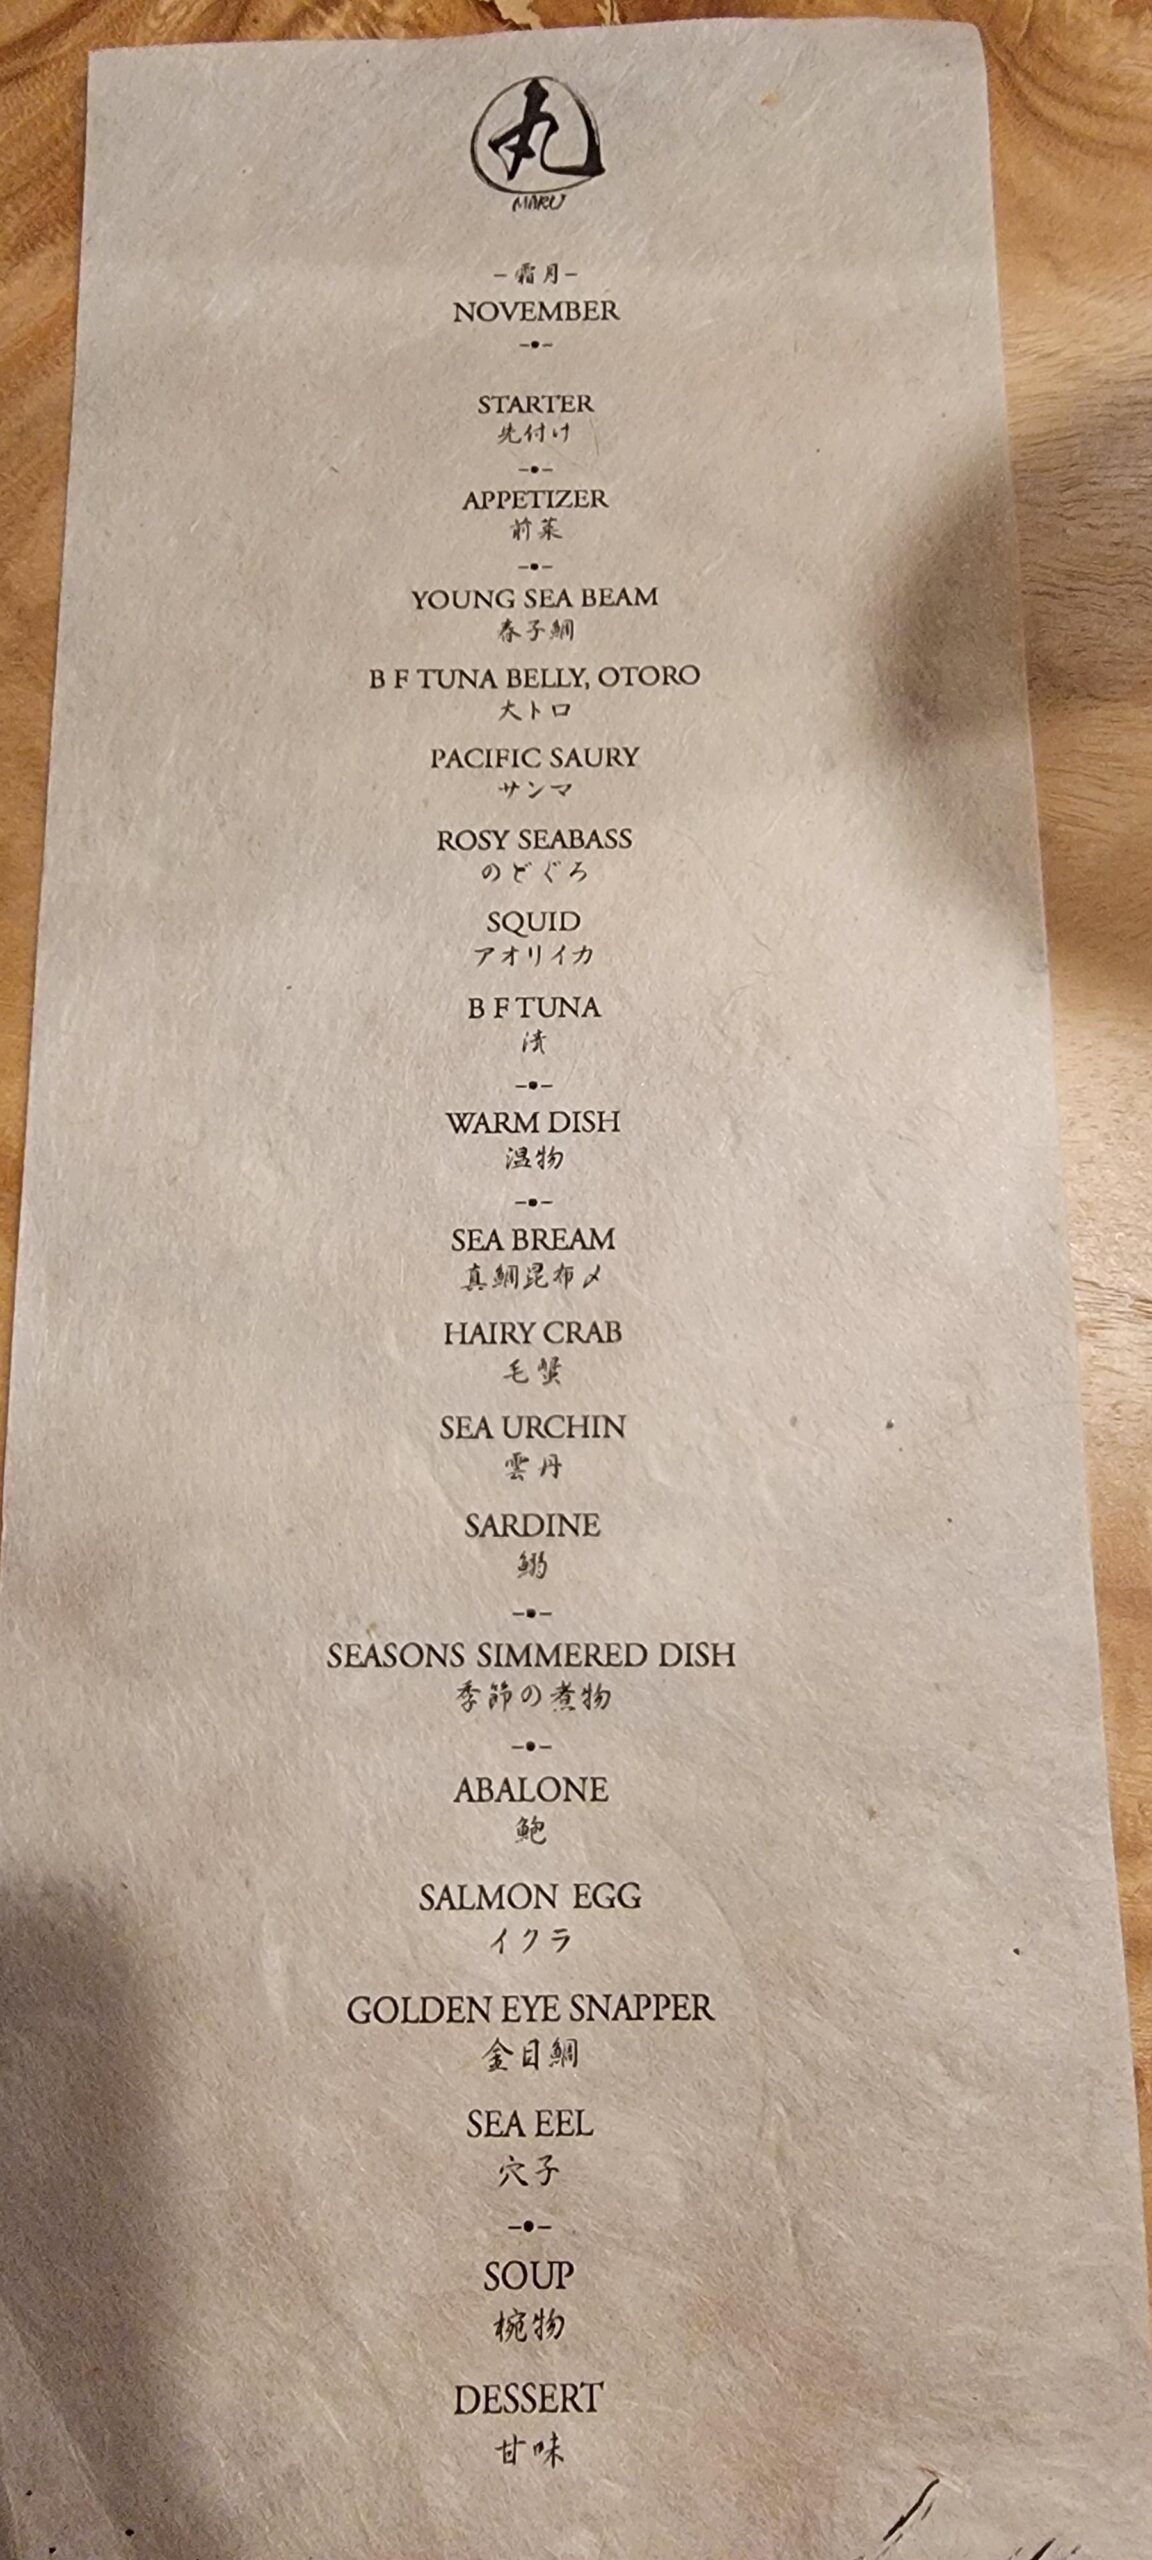 丸
MARU
-霜月-
NOVEMBER
STARTER
先付け
APPETIZER
前菜
YOUNG SEA BEAM
春子鯛
B F TUNA BELLY, OTORO
大トロ
PACIFIC SAURY
サンマ
ROSY SEABASS
のどぐろ
SQUID
アオリイカ
B F TUNA
漬
WARM DISH
温物
SEA BREAM
真鯛昆布〆
HAIRY CRAB
毛蟹
SEA URCHIN
雲丹
SARDINE
鰯
SEASONS SIMMERED DISH
季節の煮物
ABALONE
鮑
SALMON EGG
イクラ
GOLDEN EYE SNAPPER
金目鯛
SEA EEL
穴子
SOUP
椀物
DESSERT
甘味